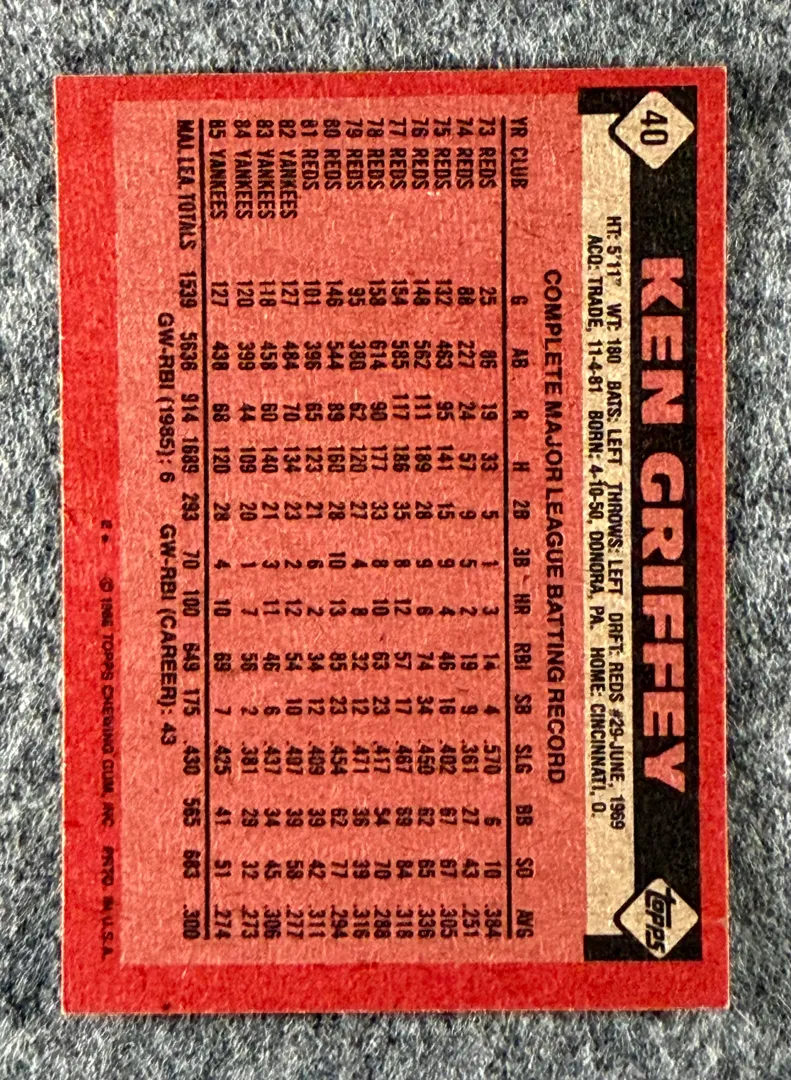 40 KEN GRIFFEY topps
HT: 5'11" WT: 180 BATS: LEFT THROWS: LEFT DRFT: REDS #29-JUNE, 1969
ACQ: TRADE, 11-4-81 BORN: 4-10-50, DONORA, PA. HOME: CINCINNATI, O.
COMPLETE MAJOR LEAGUE BATTING RECORD
YR CLUB G AB R H 2B 3B HR RBI SB SLG BB SO AVG
73 REDS 25 86 19 33 5 1 3 14 4 .570 6 10 .384
74 REDS 88 227 24 57 9 5 2 19 9 .361 27 43 .251
75 REDS 132 463 95 141 15 9 4 46 16 .402 67 67 .305
76 REDS 148 562 111 189 28 9 6 74 34 .450 62 65 .336
77 REDS 154 585 117 186 35 8 12 57 17 .467 69 84 .318
78 REDS 158 614 90 177 33 8 10 63 23 .417 54 70 .288
79 REDS 95 380 62 120 27 4 8 32 12 .471 36 39 .316
80 REDS 146 544 89 160 28 10 13 85 23 .454 62 77 .294
81 REDS 101 396 65 123 21 6 2 34 12 .409 39 42 .311
82 YANKEES 127 484 70 134 23 2 12 54 10 .407 39 58 .277
83 YANKEES 118 458 60 140 21 3 11 46 6 .437 34 45 .306
84 YANKEES 120 399 44 109 20 1 7 56 2 .381 29 32 .273
85 YANKEES 127 438 68 120 28 4 10 69 7 .425 41 51 .274
MAJ. LEA. TOTALS 1539 5636 914 1689 293 70 100 649 175 .430 565 683 .300
GW-RBI (1985): 6 GW-RBI (CAREER): 43
© 1986 TOPPS CHEWING GUM, INC. PRTD. IN U.S.A.